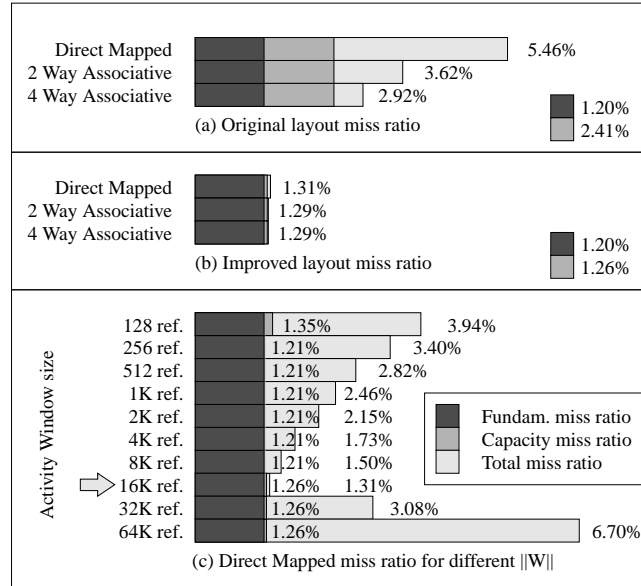 Direct Mapped 5.46%
2 Way Associative 3.62%
4 Way Associative 2.92%
1.20%
(a) Original layout miss ratio
2.41%
Direct Mapped 1.31%
2 Way Associative 1.29%
4 Way Associative 1.29%
1.20%
(b) Improved layout miss ratio
1.26%
Activity Window size
128 ref. 1.35% 3.94%
256 ref. 1.21% 3.40%
512 ref. 1.21% 2.82%
1K ref. 1.21% 2.46%
2K ref. 1.21% 2.15%
4K ref. 1.21% 1.73%
8K ref. 1.21% 1.50%
16K ref. 1.26% 1.31%
32K ref. 1.26% 3.08%
64K ref. 1.26% 6.70%
Fundam. miss ratio
Capacity miss ratio
Total miss ratio
(c) Direct Mapped miss ratio for different ||W||